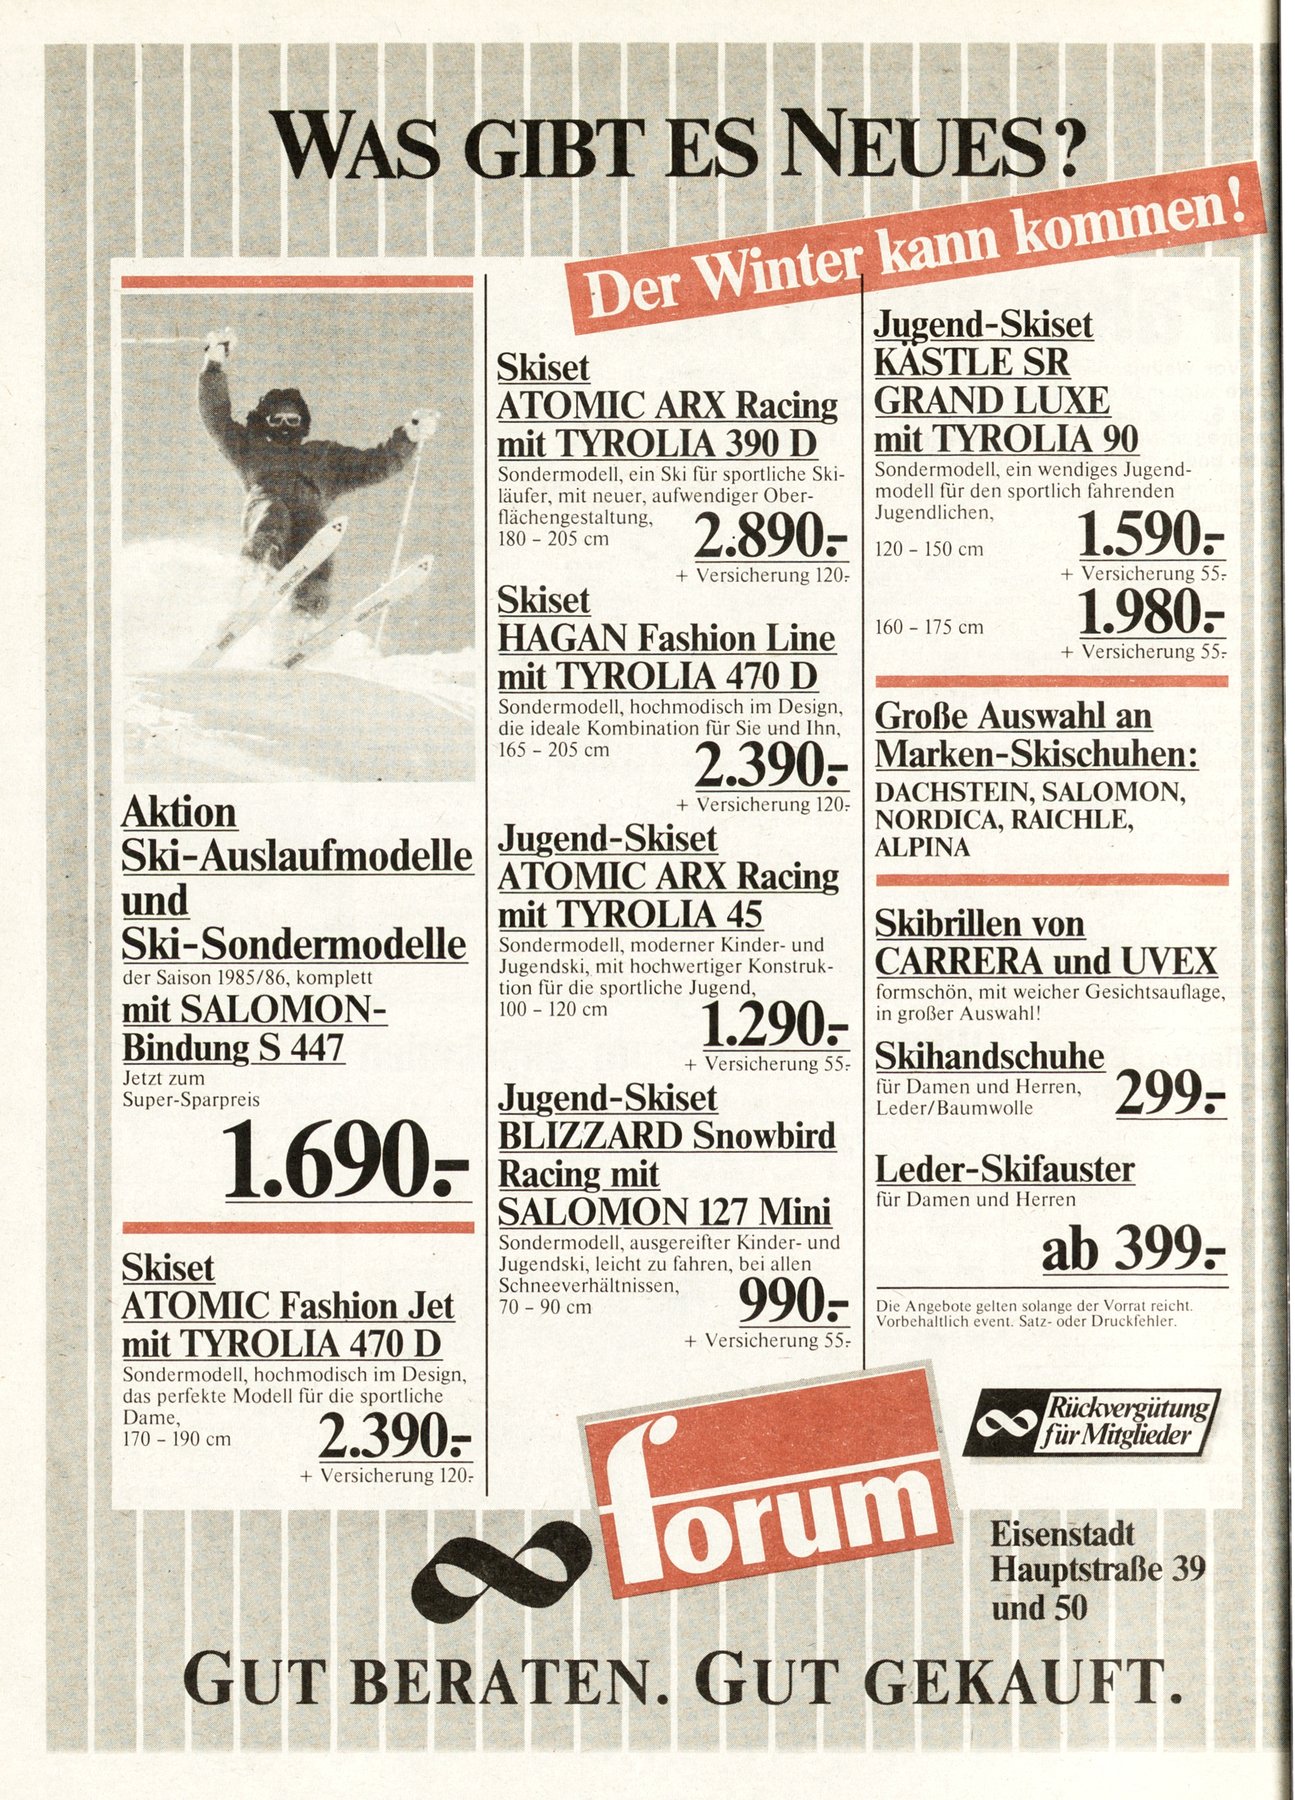 WAS GIBT ES NEUES?
Der Winter kann kommen!
Aktion
Ski-Auslaufmodelle
und
Ski-Sondermodelle
der Saison 1985/86, komplett
mit SALOMON-
Bindung S 447
Jetzt zum
Super-Sparpreis
1.690.-
Skiset
ATOMIC Fashion Jet
mit TYROLIA 470 D
Sondermodell, hochmodisch im Design,
das perfekte Modell für die sportliche
Dame,
170 – 190 cm
2.390.-
+ Versicherung 120.-
Skiset
ATOMIC ARX Racing
mit TYROLIA 390 D
Sondermodell, ein Ski für sportliche Ski-
läufer, mit neuer, aufwendiger Ober-
flächengestaltung,
180 – 205 cm
2.890.-
+ Versicherung 120.-
Skiset
HAGAN Fashion Line
mit TYROLIA 470 D
Sondermodell, hochmodisch im Design,
die ideale Kombination für Sie und Ihn,
165 – 205 cm
2.390.-
+ Versicherung 120.-
Jugend-Skiset
ATOMIC ARX Racing
mit TYROLIA 45
Sondermodell, moderner Kinder- und
Jugendski, mit hochwertiger Konstruk-
tion für die sportliche Jugend,
100 – 120 cm
1.290.-
+ Versicherung 55.-
Jugend-Skiset
BLIZZARD Snowbird
Racing mit
SALOMON 127 Mini
Sondermodell, ausgereifter Kinder- und
Jugendski, leicht zu fahren, bei allen
Schneeverhältnissen,
70 – 90 cm
990.-
+ Versicherung 55.-
Jugend-Skiset
KÄSTLE SR
GRAND LUXE
mit TYROLIA 90
Sondermodell, ein wendiges Jugend-
modell für den sportlich fahrenden
Jugendlichen,
120 – 150 cm
1.590.-
+ Versicherung 55.-
160 – 175 cm
1.980.-
+ Versicherung 55.-
Große Auswahl an
Marken-Skischuhen:
DACHSTEIN, SALOMON,
NORDICA, RAICHLE,
ALPINA
Skibrillen von
CARRERA und UVEX
formschön, mit weicher Gesichtsauflage,
in großer Auswahl!
Skihandschuhe
für Damen und Herren,
Leder/Baumwolle
299.-
Leder-Skifauster
für Damen und Herren
ab 399.-
Die Angebote gelten solange der Vorrat reicht.
Vorbehaltlich event. Satz- oder Druckfehler.
Rückvergütung
für Mitglieder
forum
Eisenstadt
Hauptstraße 39
und 50
GUT BERATEN. GUT GEKAUFT.